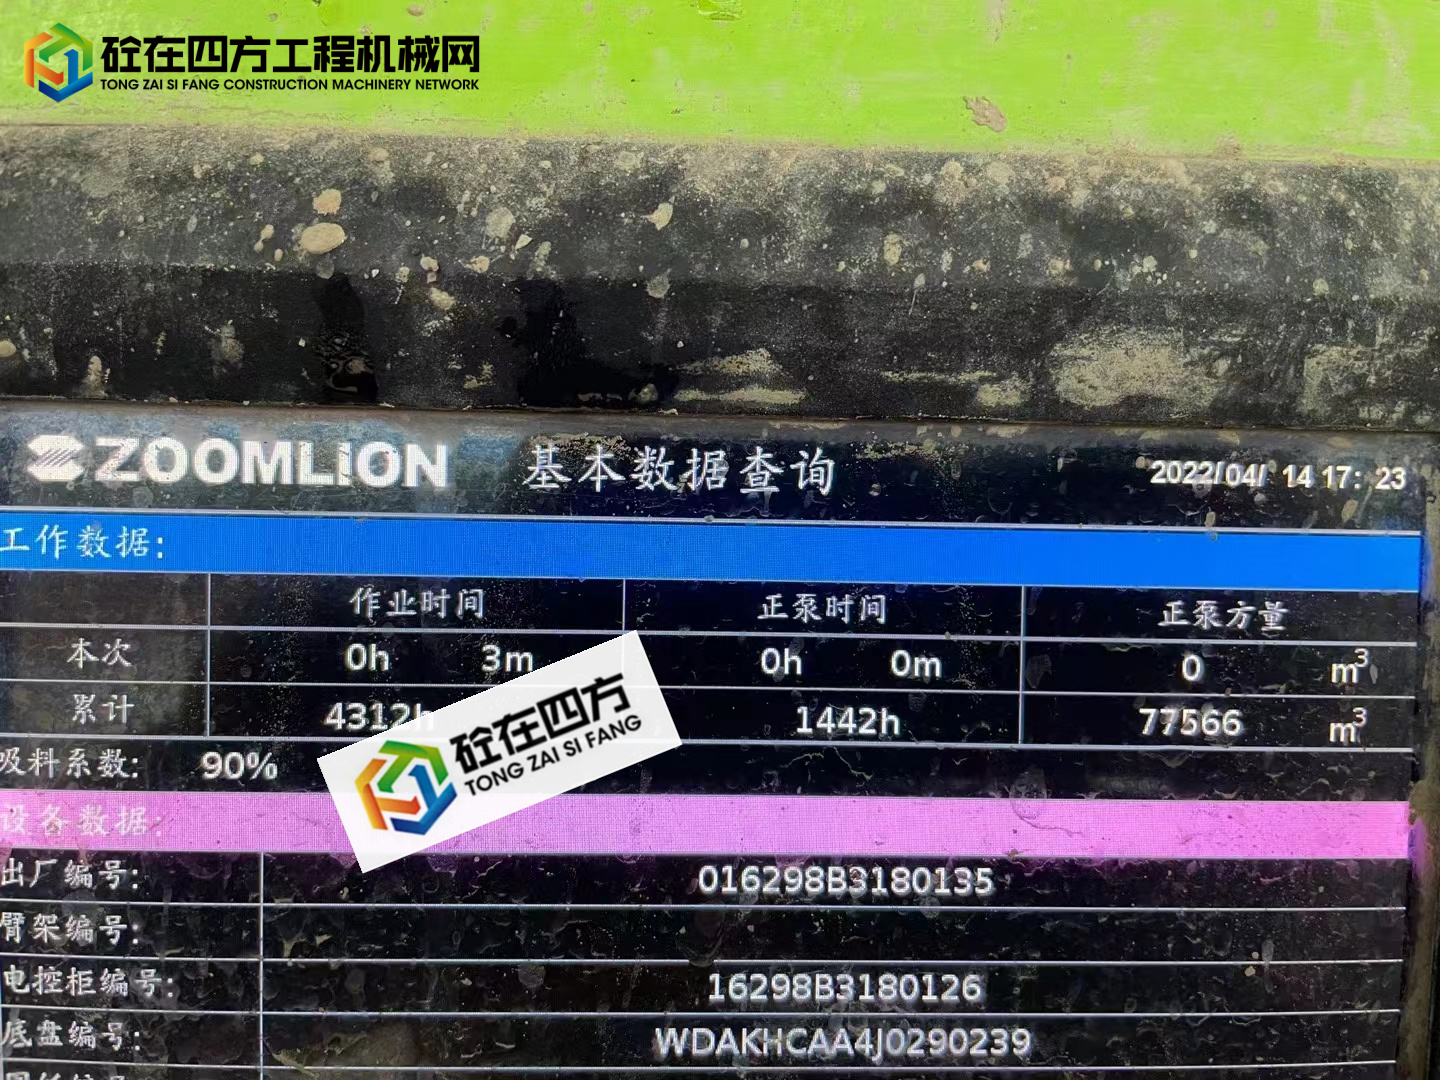 砼在四方工程机械网
TONG ZAI SI FANG CONSTRUCTION MACHINERY NETWORK
ZOOMLION 基本数据查询 2022/04/ 14 17: 23
工作数据:
作业时间 正泵时间 正泵方量
本次 0h 3m 0h 0m 0 m³
累计 4312h 1442h 77566 m³
砼在四方
TONG ZAI SI FANG
吸料系数: 90%
设备数据:
出厂编号: 016298B3180135
臂架编号:
电控柜编号: 16298B3180126
底盘编号: WDAKHCAA4J0290239